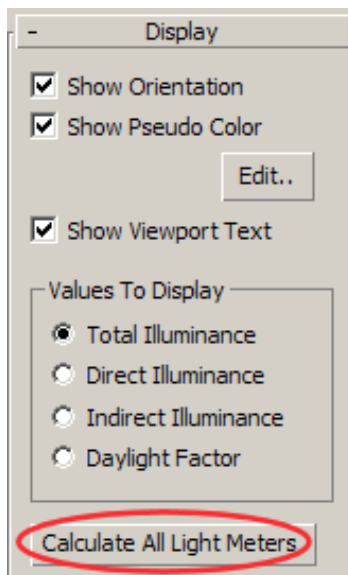 - Display
Show Orientation
Show Pseudo Color
Edit..
Show Viewport Text
Values To Display
Total Illuminance
Direct Illuminance
Indirect Illuminance
Daylight Factor
Calculate All Light Meters